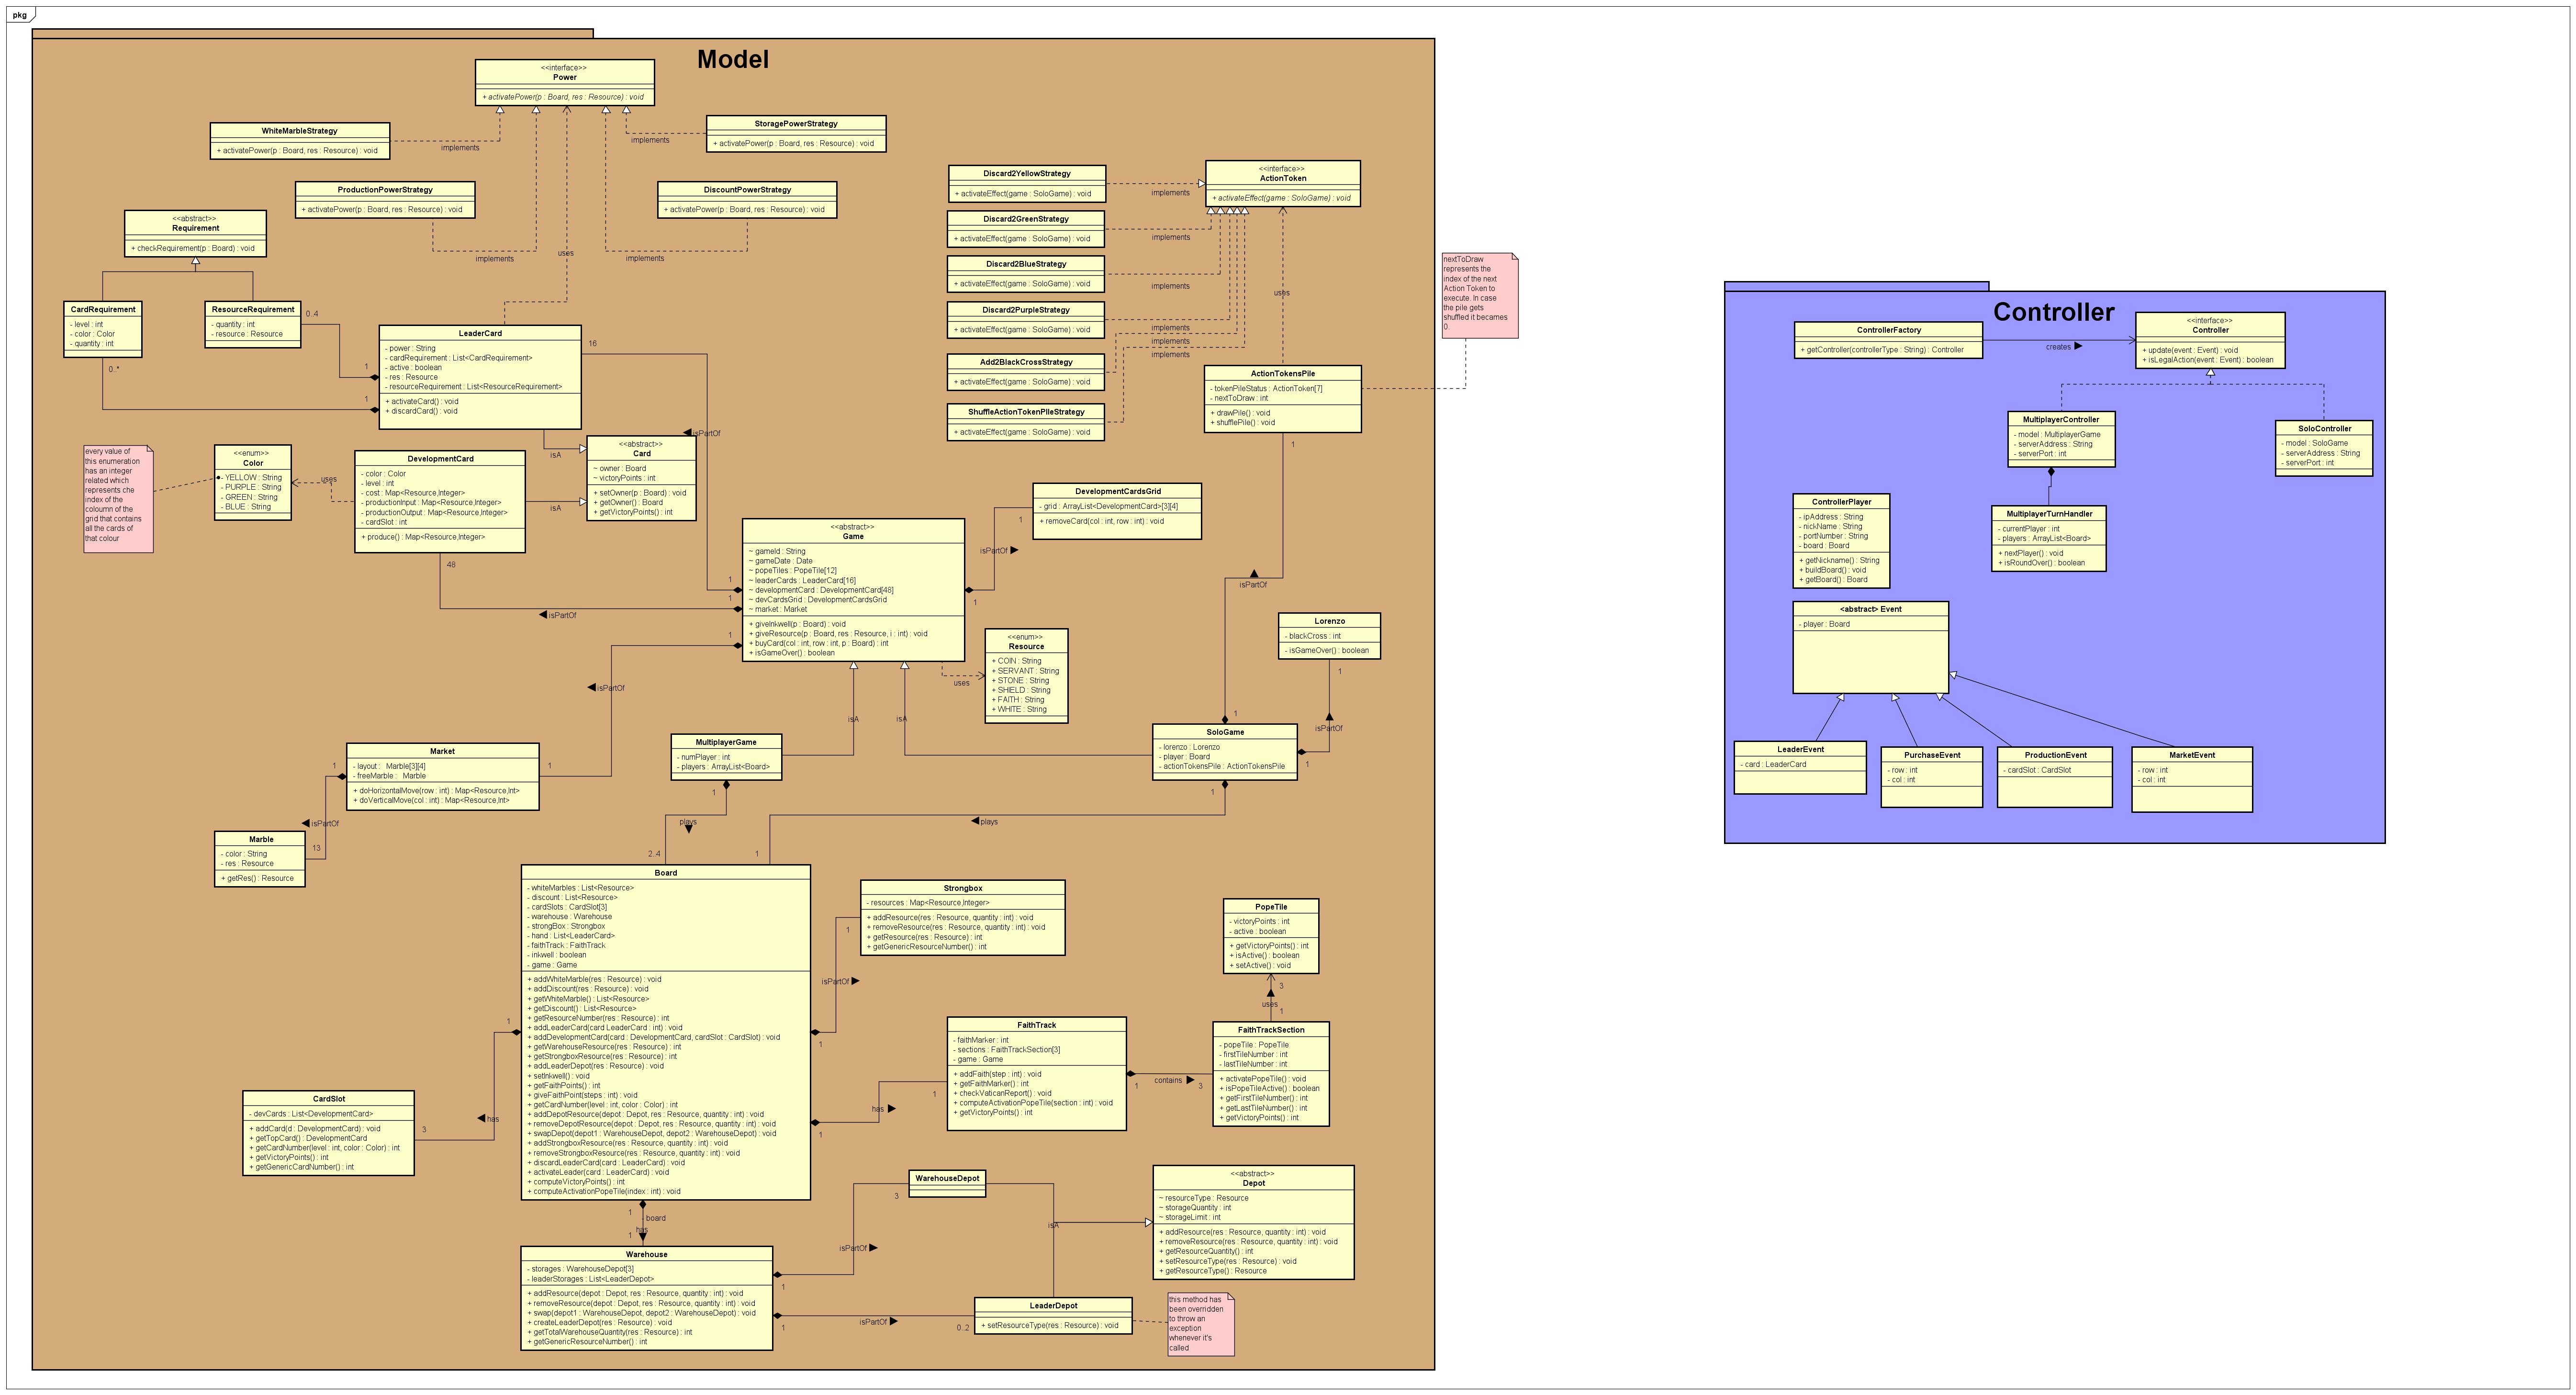 pkg
Model
<<interface>>
Power
+ activatePower(p : Board, res : Resource) : void
WhiteMarbleStrategy
+ activatePower(p : Board, res : Resource) : void
implements
StoragePowerStrategy
+ activatePower(p : Board, res : Resource) : void
implements
ProductionPowerStrategy
+ activatePower(p : Board, res : Resource) : void
implements
DiscountPowerStrategy
+ activatePower(p : Board, res : Resource) : void
implements
uses
<<abstract>>
Requirement
+ checkRequirement(p : Board) : void
CardRequirement
- level : int
- color : Color
- quantity : int
0..*
ResourceRequirement
- quantity : int
- resource : Resource
0..4
LeaderCard
- power : String
- cardRequirement : List<CardRequirement>
- active : boolean
- res : Resource
- resourceRequirement : List<ResourceRequirement>
+ activateCard() : void
+ discardCard() : void
1
1
16
isPartOf
isA
<<abstract>>
Card
~ owner : Board
~ victoryPoints : int
+ setOwner(p : Board) : void
+ getOwner() : Board
+ getVictoryPoints() : int
every value of
this enumeration
has an integer
related which
represents che
index of the
coloumn of the
grid that contains
all the cards of
that colour
<<enum>>
Color
- YELLOW : String
- PURPLE : String
- GREEN : String
- BLUE : String
uses
DevelopmentCard
- color : Color
- level : int
- cost : Map<Resource,Integer>
- productionInput : Map<Resource,Integer>
- productionOutput : Map<Resource,Integer>
- cardSlot : int
+ produce() : Map<Resource,Integer>
isA
48
isPartOf
Discard2YellowStrategy
+ activateEffect(game : SoloGame) : void
implements
Discard2GreenStrategy
+ activateEffect(game : SoloGame) : void
implements
Discard2BlueStrategy
+ activateEffect(game : SoloGame) : void
implements
Discard2PurpleStrategy
+ activateEffect(game : SoloGame) : void
implements
Add2BlackCrossStrategy
+ activateEffect(game : SoloGame) : void
implements
ShuffleActionTokenPileStrategy
+ activateEffect(game : SoloGame) : void
implements
<<interface>>
ActionToken
+ activateEffect(game : SoloGame) : void
uses
ActionTokensPile
- tokenPileStatus : ActionToken[7]
- nextToDraw : int
+ drawPile() : void
+ shufflePile() : void
1
nextToDraw
represents the
index of the next
Action Token to
execute. In case
the pile gets
shuffled it becames
0.
DevelopmentCardsGrid
- grid : ArrayList<DevelopmentCard>[3][4]
+ removeCard(col : int, row : int) : void
1
isPartOf
1
<<abstract>>
Game
~ gameId : String
~ gameDate : Date
~ popeTiles : PopeTile[12]
~ leaderCards : LeaderCard[16]
~ developmentCard : DevelopmentCard[48]
~ devCardsGrid : DevelopmentCardsGrid
~ market : Market
+ giveInkwell(p : Board) : void
+ giveResource(p : Board, res : Resource, i : int) : void
+ buyCard(col : int, row : int, p : Board) : int
+ isGameOver() : boolean
1
1
1
uses
<<enum>>
Resource
+ COIN : String
+ SERVANT : String
+ STONE : String
+ SHIELD : String
+ FAITH : String
+ WHITE : String
isPartOf
Lorenzo
- blackCross : int
- isGameOver() : boolean
1
isPartOf
isPartOf
isA
isA
MultiplayerGame
- numPlayer : int
- players : ArrayList<Board>
1
plays
2..4
SoloGame
- lorenzo : Lorenzo
- player : Board
- actionTokensPile : ActionTokensPile
1
1
1
plays
1
Market
- layout : Marble[3][4]
- freeMarble : Marble
+ doHorizontalMove(row : int) : Map<Resource,Int>
+ doVerticalMove(col : int) : Map<Resource,Int>
1
1
isPartOf
13
Marble
- color : String
- res : Resource
+ getRes() : Resource
Board
- whiteMarbles : List<Resource>
- discount : List<Resource>
- cardSlots : CardSlot[3]
- warehouse : Warehouse
- strongBox : Strongbox
- hand : List<LeaderCard>
- faithTrack : FaithTrack
- inkwell : boolean
- game : Game
+ addWhiteMarble(res : Resource) : void
+ addDiscount(res : Resource) : void
+ getWhiteMarble() : List<Resource>
+ getDiscount() : List<Resource>
+ getResourceNumber(res : Resource) : int
+ addLeaderCard(card LeaderCard : int) : void
+ addDevelopmentCard(card : DevelopmentCard, cardSlot : CardSlot) : void
+ getWarehouseResource(res : Resource) : int
+ getStrongboxResource(res : Resource) : int
+ addLeaderDepot(res : Resource) : void
+ setInkwell() : void
+ getFaithPoints() : int
+ giveFaithPoint(steps : int) : void
+ getCardNumber(level : int, color : Color) : int
+ addDepotResource(depot : Depot, res : Resource, quantity : int) : void
+ removeDepotResource(depot : Depot, res : Resource, quantity : int) : void
+ swapDepot(depot1 : WarehouseDepot, depot2 : WarehouseDepot) : void
+ addStrongboxResource(res : Resource, quantity : int) : void
+ removeStrongboxResource(res : Resource, quantity : int) : void
+ discardLeaderCard(card : LeaderCard) : void
+ activateLeader(card : LeaderCard) : void
+ computeVictoryPoints() : int
+ computeActivationPopeTile(index : int) : void
Strongbox
- resources : Map<Resource,Integer>
+ addResource(res : Resource, quantity : int) : void
+ removeResource(res : Resource, quantity : int) : void
+ getResource(res : Resource) : int
+ getGenericResourceNumber() : int
1
isPartOf
1
PopeTile
- victoryPoints : int
- active : boolean
+ getVictoryPoints() : int
+ isActive() : boolean
+ setActive() : void
3
uses
1
FaithTrack
- faithMarker : int
- sections : FaithTrackSection[3]
- game : Game
+ addFaith(step : int) : void
+ getFaithMarker() : int
+ checkVaticanReport() : void
+ computeActivationPopeTile(section : int) : void
+ getVictoryPoints() : int
1
has
1
1
contains
3
FaithTrackSection
- popeTile : PopeTile
- firstTileNumber : int
- lastTileNumber : int
+ activatePopeTile() : void
+ isPopeTileActive() : boolean
+ getFirstTileNumber() : int
+ getLastTileNumber() : int
+ getVictoryPoints() : int
1
has
3
CardSlot
- devCards : List<DevelopmentCard>
+ addCard(d : DevelopmentCard) : void
+ getTopCard() : DevelopmentCard
+ getCardNumber(level : int, color : Color) : int
+ getVictoryPoints() : int
+ getGenericCardNumber() : int
1
- board
has
1
Warehouse
- storages : WarehouseDepot[3]
- leaderStorages : List<LeaderDepot>
+ addResource(depot : Depot, res : Resource, quantity : int) : void
+ removeResource(depot : Depot, res : Resource, quantity : int) : void
+ swap(depot1 : WarehouseDepot, depot2 : WarehouseDepot) : void
+ createLeaderDepot(res : Resource) : void
+ getTotalWarehouseQuantity(res : Resource) : int
+ getGenericResourceNumber() : int
1
isPartOf
3
WarehouseDepot
isA
1
isPartOf
0..2
LeaderDepot
+ setResourceType(res : Resource) : void
<<abstract>>
Depot
~ resourceType : Resource
~ storageQuantity : int
~ storageLimit : int
+ addResource(res : Resource, quantity : int) : void
+ removeResource(res : Resource, quantity : int) : void
+ getResourceQuantity() : int
+ setResourceType(res : Resource) : void
+ getResourceType() : Resource
this method has
been overridden
to throw an
exception
whenever it's
called
Controller
ControllerFactory
+ getController(controllerType : String) : Controller
creates
<<interface>>
Controller
+ update(event : Event) : void
+ isLegalAction(event : Event) : boolean
MultiplayerController
- model : MultiplayerGame
- serverAddress : String
- serverPort : int
SoloController
- model : SoloGame
- serverAddress : String
- serverPort : int
ControllerPlayer
- ipAddress : String
- nickName : String
- portNumber : String
- board : Board
+ getNickname() : String
+ buildBoard() : void
+ getBoard() : Board
MultiplayerTurnHandler
- currentPlayer : int
- players : ArrayList<Board>
+ nextPlayer() : void
+ isRoundOver() : boolean
<abstract> Event
- player : Board
LeaderEvent
- card : LeaderCard
PurchaseEvent
- row : int
- col : int
ProductionEvent
- cardSlot : CardSlot
MarketEvent
- row : int
- col : int